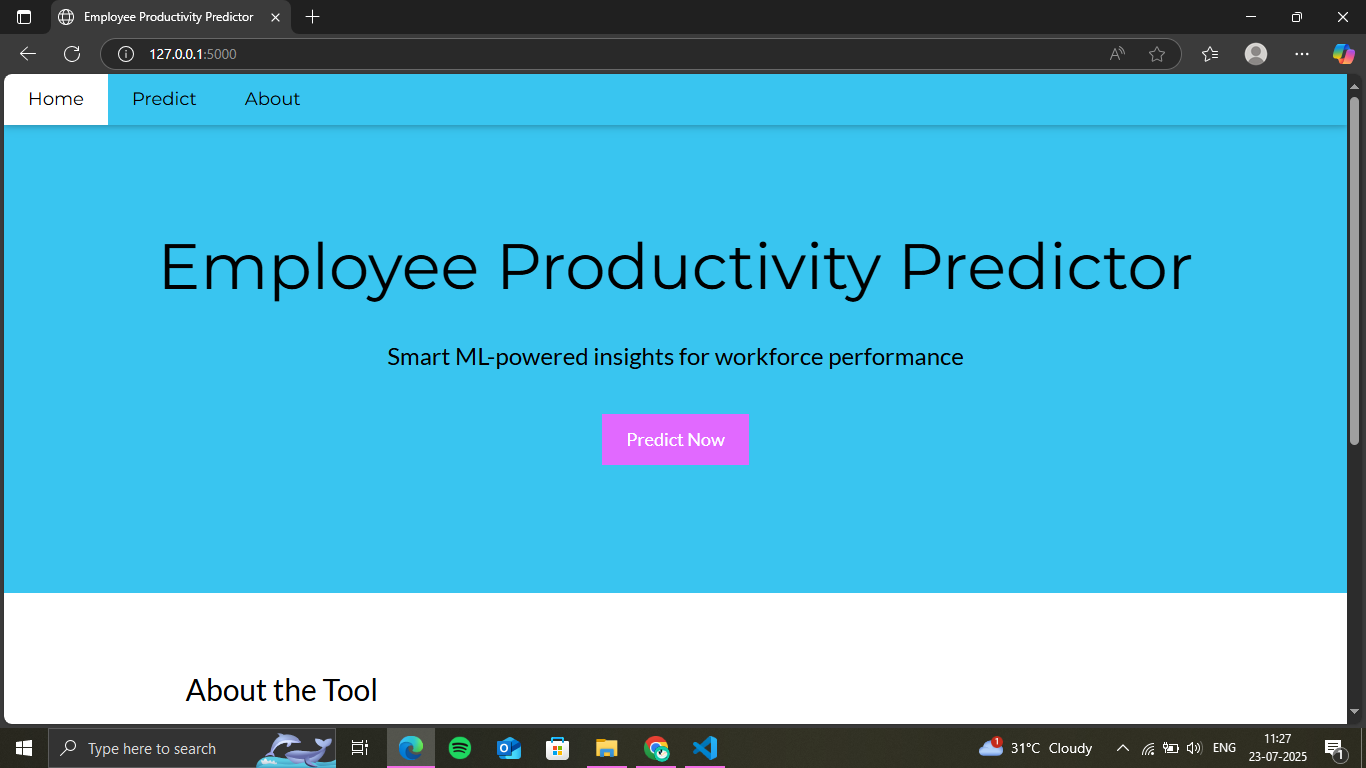 Employee Productivity Predictor
127.0.0.1:5000
Home Predict About
Employee Productivity Predictor
Smart ML-powered insights for workforce performance
Predict Now
About the Tool
Type here to search
1
31°C Cloudy
ENG
11:27
23-07-2025
1